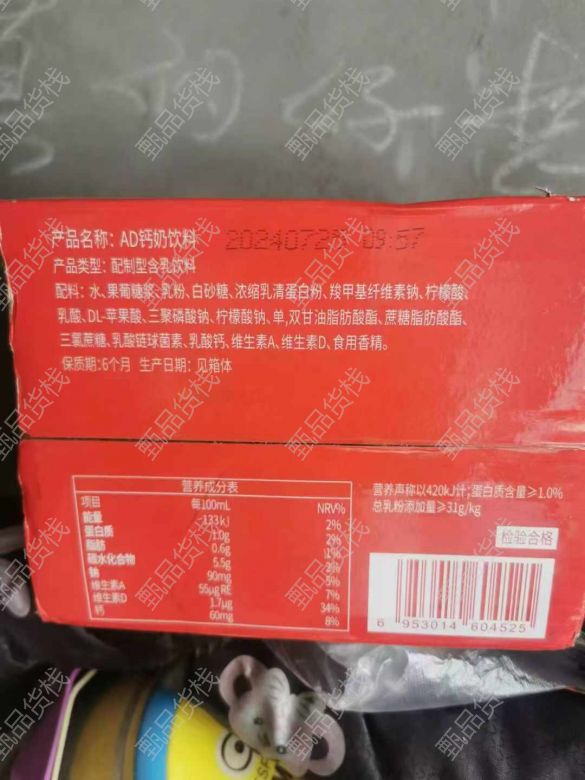 产品名称：AD钙奶饮料 20240725 09:57
产品类型：配制型含乳饮料
配料：水、果葡糖浆、乳粉、白砂糖、浓缩乳清蛋白粉、羧甲基纤维素钠、柠檬酸、
乳酸、DL-苹果酸、三聚磷酸钠、柠檬酸钠、单,双甘油脂肪酸酯、蔗糖脂肪酸酯、
三氯蔗糖、乳酸链球菌素、乳酸钙、维生素A、维生素D、食用香精。
保质期：6个月 生产日期：见箱体
营养成分表
项目 每100mL NRV%
能量 133kJ 2%
蛋白质 1.0g 2%
脂肪 0.6g 1%
碳水化合物 5.5g 2%
钠 90mg 5%
维生素A 55μg RE 7%
维生素D 1.7μg 34%
钙 60mg 8%
营养声称以420kJ计；蛋白质含量≥1.0%
总乳粉添加量≥31g/kg
检验合格
6 953014 604525
甄品货栈